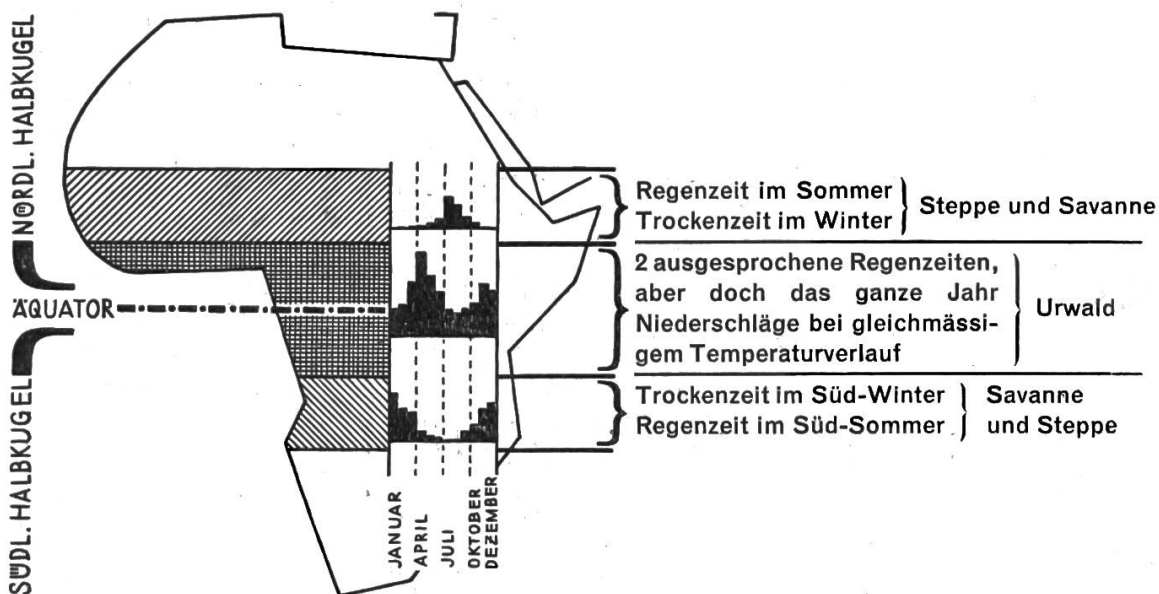 NÖRDL. HALBKUGEL
ÄQUATOR
SÜDL. HALBKUGEL
Regenzeit im Sommer
Trockenzeit im Winter
Steppe und Savanne
2 ausgesprochene Regenzeiten,
aber doch das ganze Jahr
Niederschläge bei gleichmässi-
gem Temperaturverlauf
Urwald
Trockenzeit im Süd-Winter
Regenzeit im Süd-Sommer
Savanne
und Steppe
JANUAR
APRIL
JULI
OKTOBER
DEZEMBER